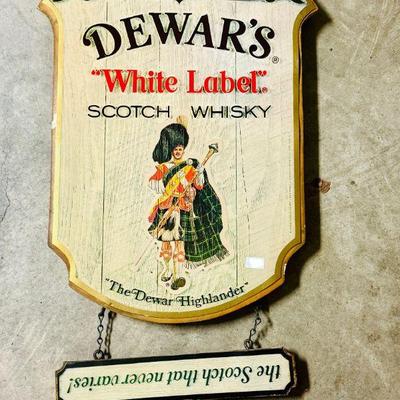 DEWAR'S®
"White Label"®
SCOTCH WHISKY
"The Dewar Highlander"
the Scotch that never varies!